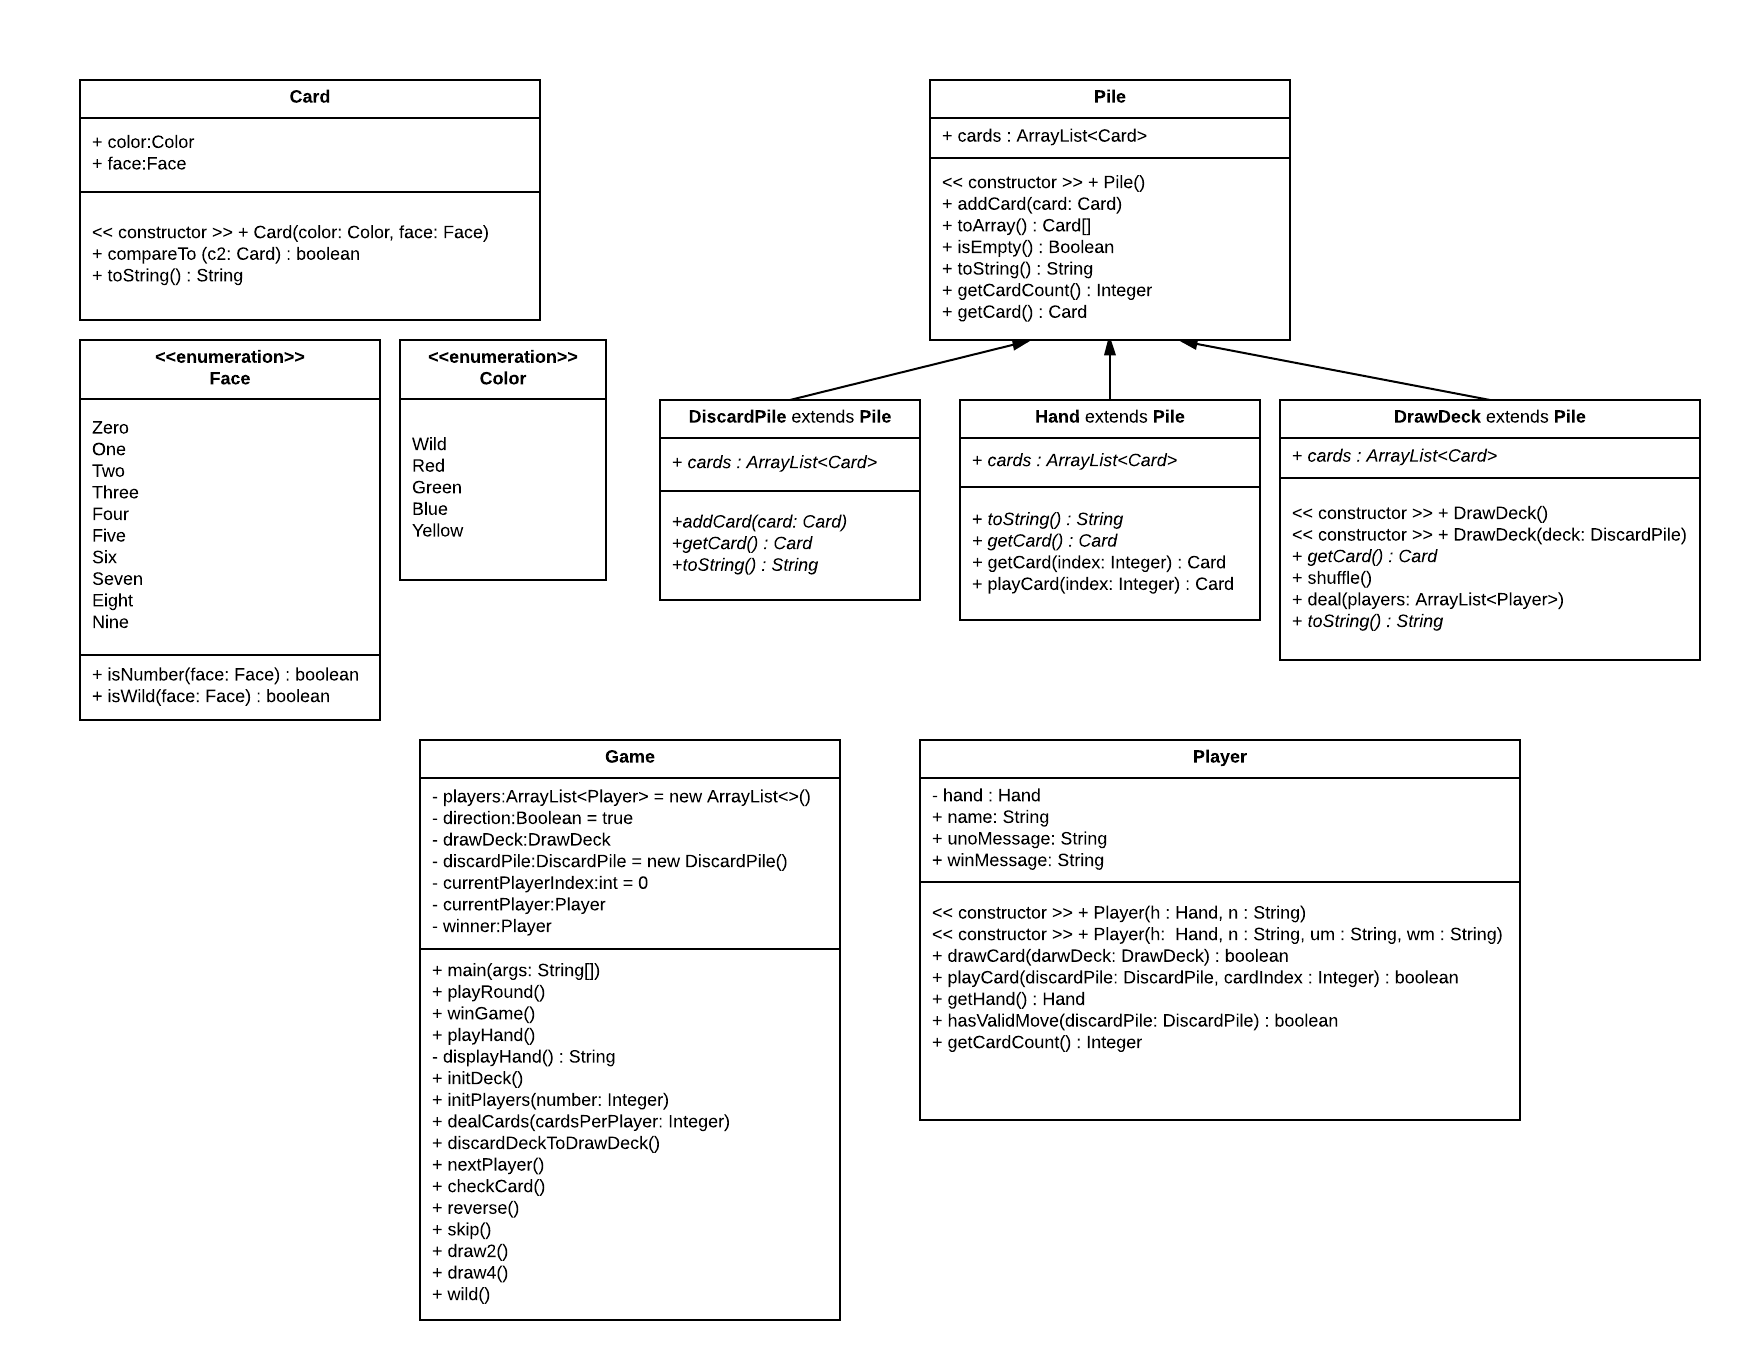 Card
+ color:Color
+ face:Face
<< constructor >> + Card(color: Color, face: Face)
+ compareTo (c2: Card) : boolean
+ toString() : String
Pile
+ cards : ArrayList<Card>
<< constructor >> + Pile()
+ addCard(card: Card)
+ toArray() : Card[]
+ isEmpty() : Boolean
+ toString() : String
+ getCardCount() : Integer
+ getCard() : Card
<<enumeration>>
Face
Zero
One
Two
Three
Four
Five
Six
Seven
Eight
Nine
+ isNumber(face: Face) : boolean
+ isWild(face: Face) : boolean
<<enumeration>>
Color
Wild
Red
Green
Blue
Yellow
DiscardPile extends Pile
+ cards : ArrayList<Card>
+addCard(card: Card)
+getCard() : Card
+toString() : String
Hand extends Pile
+ cards : ArrayList<Card>
+ toString() : String
+ getCard() : Card
+ getCard(index: Integer) : Card
+ playCard(index: Integer) : Card
DrawDeck extends Pile
+ cards : ArrayList<Card>
<< constructor >> + DrawDeck()
<< constructor >> + DrawDeck(deck: DiscardPile)
+ getCard() : Card
+ shuffle()
+ deal(players: ArrayList<Player>)
+ toString() : String
Game
- players:ArrayList<Player> = new ArrayList<>()
- direction:Boolean = true
- drawDeck:DrawDeck
- discardPile:DiscardPile = new DiscardPile()
- currentPlayerIndex:int = 0
- currentPlayer:Player
- winner:Player
+ main(args: String[])
+ playRound()
+ winGame()
+ playHand()
- displayHand() : String
+ initDeck()
+ initPlayers(number: Integer)
+ dealCards(cardsPerPlayer: Integer)
+ discardDeckToDrawDeck()
+ nextPlayer()
+ checkCard()
+ reverse()
+ skip()
+ draw2()
+ draw4()
+ wild()
Player
- hand : Hand
+ name: String
+ unoMessage: String
+ winMessage: String
<< constructor >> + Player(h : Hand, n : String)
<< constructor >> + Player(h:  Hand, n : String, um : String, wm : String)
+ drawCard(darwDeck: DrawDeck) : boolean
+ playCard(discardPile: DiscardPile, cardIndex : Integer) : boolean
+ getHand() : Hand
+ hasValidMove(discardPile: DiscardPile) : boolean
+ getCardCount() : Integer